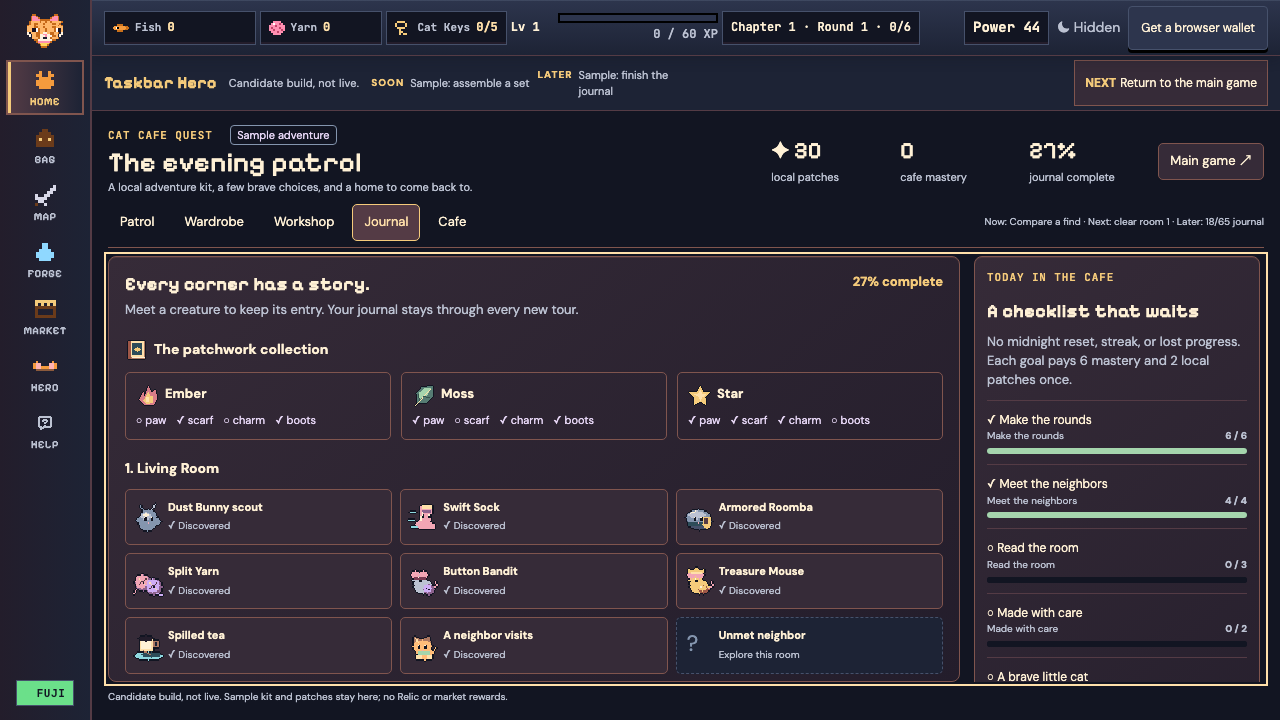 Fish 0
Yarn 0
Cat Keys 0/5
Lv 1
0 / 60 XP
Chapter 1 · Round 1 · 0/6
Power 44
Hidden
Get a browser wallet
HOME
BAG
MAP
FORGE
MARKET
HERO
HELP
FUJI
Taskbar Hero
Candidate build, not live.
SOON Sample: assemble a set
LATER Sample: finish the
journal
NEXT Return to the main game
CAT CAFE QUEST
Sample adventure
The evening patrol
A local adventure kit, a few brave choices, and a home to come back to.
✦ 30
local patches
0
cafe mastery
27%
journal complete
Main game ↗
Patrol
Wardrobe
Workshop
Journal
Cafe
Now: Compare a find · Next: clear room 1 · Later: 18/65 journal
Every corner has a story.
27% complete
Meet a creature to keep its entry. Your journal stays through every new tour.
The patchwork collection
Ember
○ paw ✓ scarf ○ charm ✓ boots
Moss
✓ paw ○ scarf ✓ charm ✓ boots
Star
✓ paw ✓ scarf ✓ charm ○ boots
1. Living Room
Dust Bunny scout
✓ Discovered
Swift Sock
✓ Discovered
Armored Roomba
✓ Discovered
Split Yarn
✓ Discovered
Button Bandit
✓ Discovered
Treasure Mouse
✓ Discovered
Spilled tea
✓ Discovered
A neighbor visits
✓ Discovered
?
Unmet neighbor
Explore this room
TODAY IN THE CAFE
A checklist that waits
No midnight reset, streak, or lost progress.
Each goal pays 6 mastery and 2 local
patches once.
✓ Make the rounds
Make the rounds 6 / 6
✓ Meet the neighbors
Meet the neighbors 4 / 4
○ Read the room
Read the room 0 / 3
○ Made with care
Made with care 0 / 2
○ A brave little cat
Candidate build, not live. Sample kit and patches stay here; no Relic or market rewards.